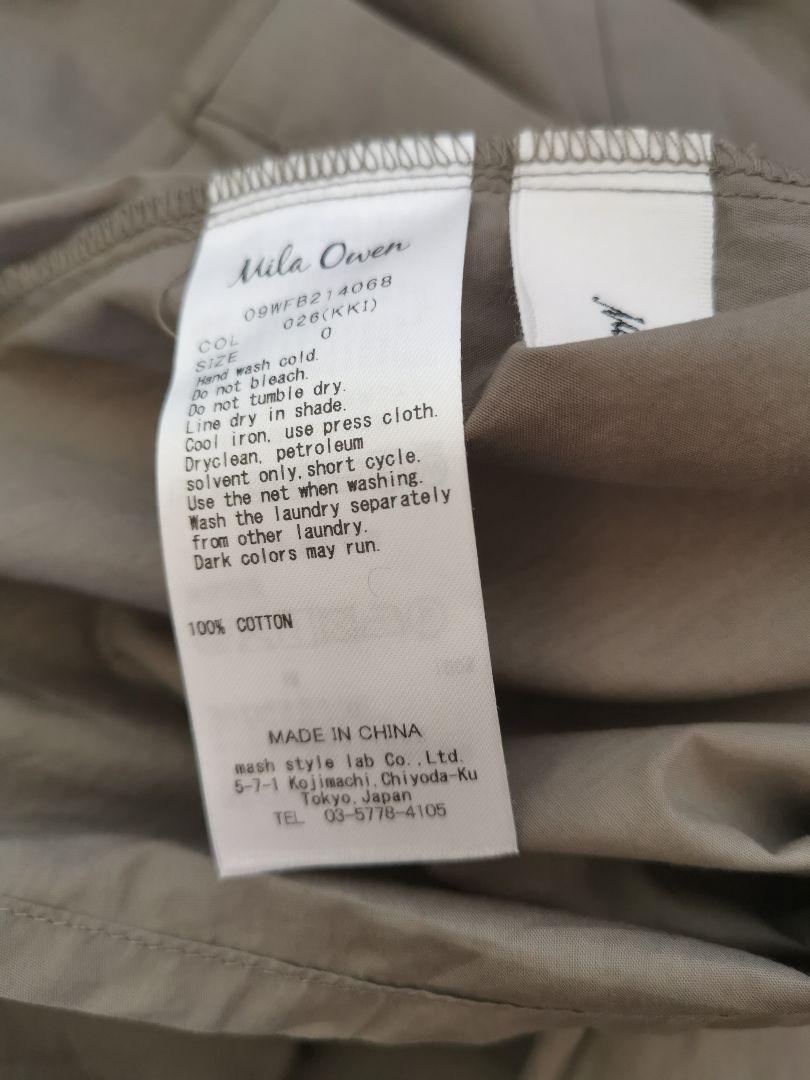 Mila Owen
09WFB214068
COL 026(KKI)
SIZE 0
Hand wash cold.
Do not bleach.
Do not tumble dry.
Line dry in shade.
Cool iron, use press cloth.
Dryclean, petroleum
solvent only,short cycle.
Use the net when washing.
Wash the laundry separately
from other laundry.
Dark colors may run.
100% COTTON
MADE IN CHINA
mash style lab Co.,Ltd.
5-7-1 Kojimachi,Chiyoda-Ku
Tokyo,Japan
TEL 03-5778-4105